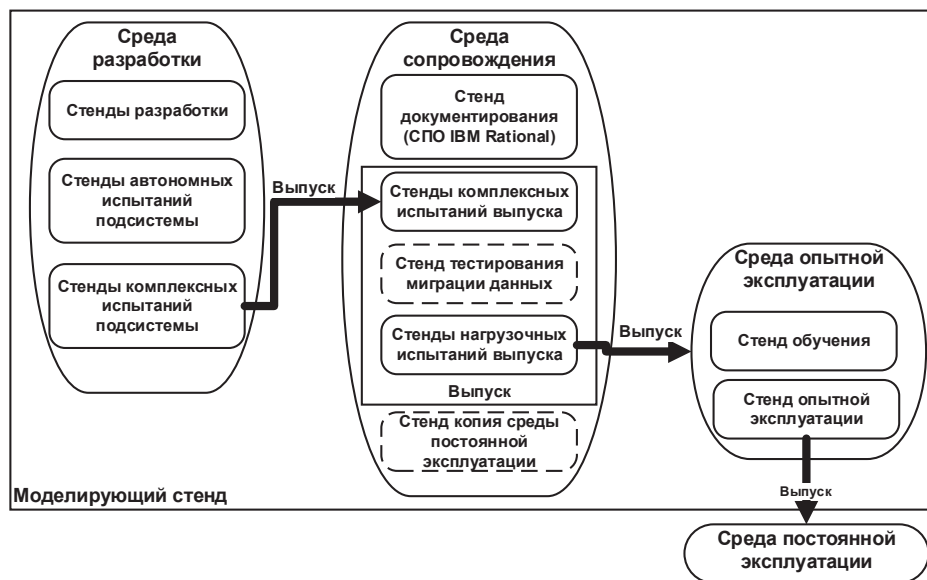 Среда
разработки
Стенды разработки
Стенды автономных
испытаний
подсистемы
Стенды комплексных
испытаний
подсистемы
Выпуск
Среда
сопровождения
Стенд
документирования
(СПО IBM Rational)
Стенды комплексных
испытаний выпуска
Стенд тестирования
миграции данных
Стенды нагрузочных
испытаний выпуска
Выпуск
Стенд копия среды
постоянной
эксплуатации
Выпуск
Среда опытной
эксплуатации
Стенд обучения
Стенд опытной
эксплуатации
Моделирующий стенд
Выпуск
Среда постоянной
эксплуатации